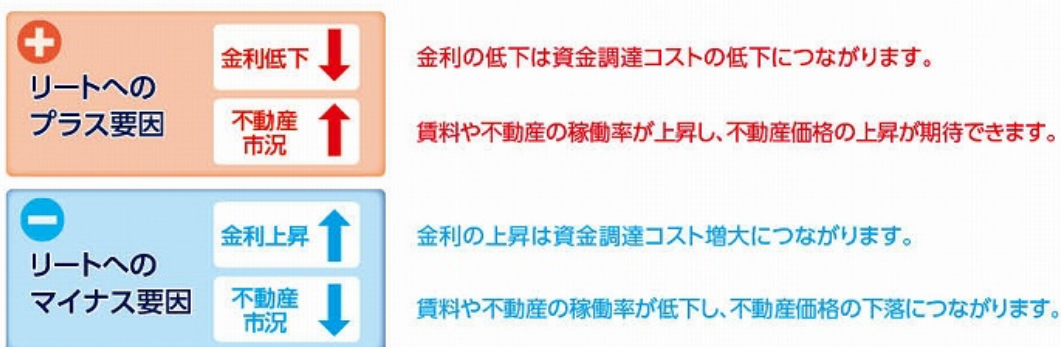 リートへの
プラス要因
金利低下
金利の低下は資金調達コストの低下につながります。
不動産
市況
賃料や不動産の稼働率が上昇し、不動産価格の上昇が期待できます。
リートへの
マイナス要因
金利上昇
金利の上昇は資金調達コスト増大につながります。
不動産
市況
賃料や不動産の稼働率が低下し、不動産価格の下落につながります。